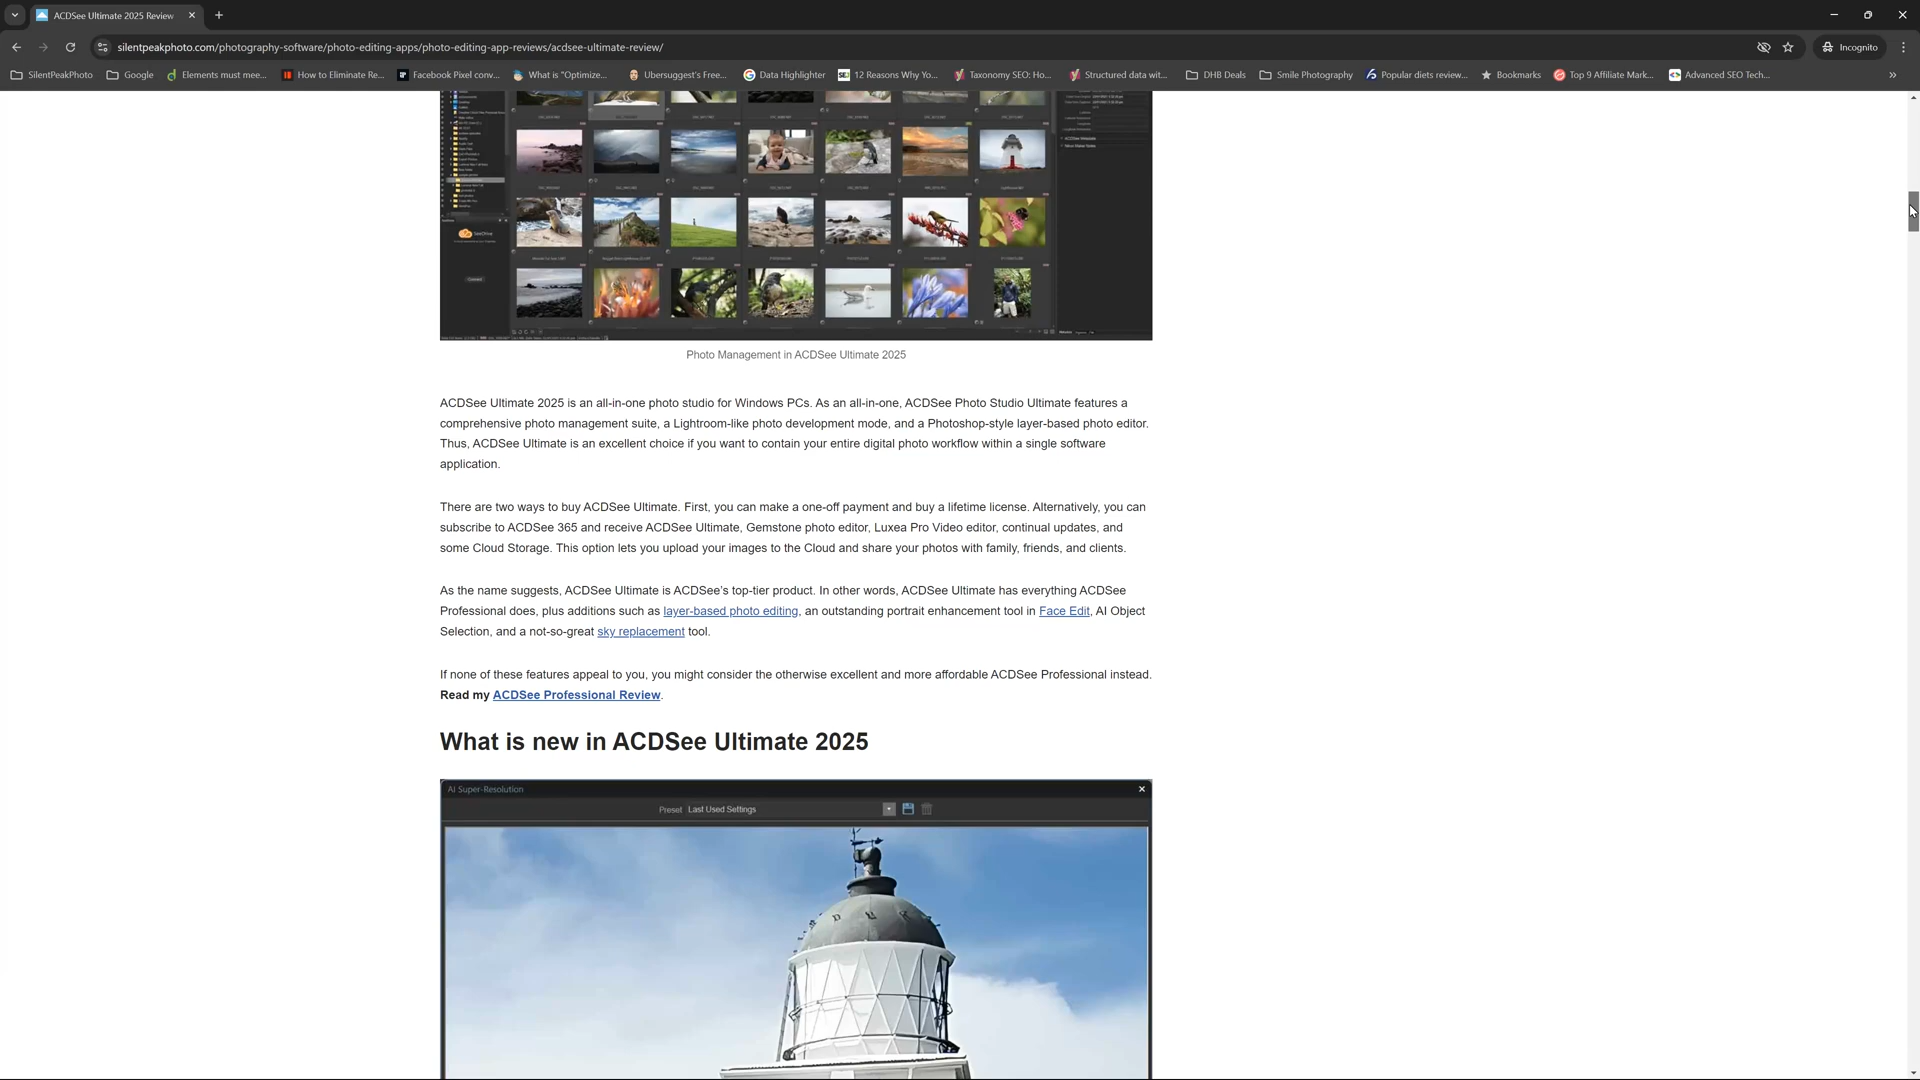 ACDSee Ultimate 2025 Review
silentpeakphoto.com/photography-software/photo-editing-apps/photo-editing-app-reviews/acdsee-ultimate-review/
Incognito
SilentPeakPhoto
Google
Elements must mee...
How to Eliminate Re...
Facebook Pixel conv...
What is "Optimize...
Ubersuggest's Free...
Data Highlighter
12 Reasons Why Yo...
Taxonomy SEO: Ho...
Structured data wit...
DHB Deals
Smile Photography
Popular diets review...
Bookmarks
Top 9 Affiliate Mark...
Advanced SEO Tech...
Photo Management in ACDSee Ultimate 2025
ACDSee Ultimate 2025 is an all-in-one photo studio for Windows PCs. As an all-in-one, ACDSee Photo Studio Ultimate features a
comprehensive photo management suite, a Lightroom-like photo development mode, and a Photoshop-style layer-based photo editor.
Thus, ACDSee Ultimate is an excellent choice if you want to contain your entire digital photo workflow within a single software
application.
There are two ways to buy ACDSee Ultimate. First, you can make a one-off payment and buy a lifetime license. Alternatively, you can
subscribe to ACDSee 365 and receive ACDSee Ultimate, Gemstone photo editor, Luxea Pro Video editor, continual updates, and
some Cloud Storage. This option lets you upload your images to the Cloud and share your photos with family, friends, and clients.
As the name suggests, ACDSee Ultimate is ACDSee's top-tier product. In other words, ACDSee Ultimate has everything ACDSee
Professional does, plus additions such as layer-based photo editing, an outstanding portrait enhancement tool in Face Edit, AI Object
Selection, and a not-so-great sky replacement tool.
If none of these features appeal to you, you might consider the otherwise excellent and more affordable ACDSee Professional instead.
Read my ACDSee Professional Review.
What is new in ACDSee Ultimate 2025
AI Super-Resolution
Preset Last Used Settings